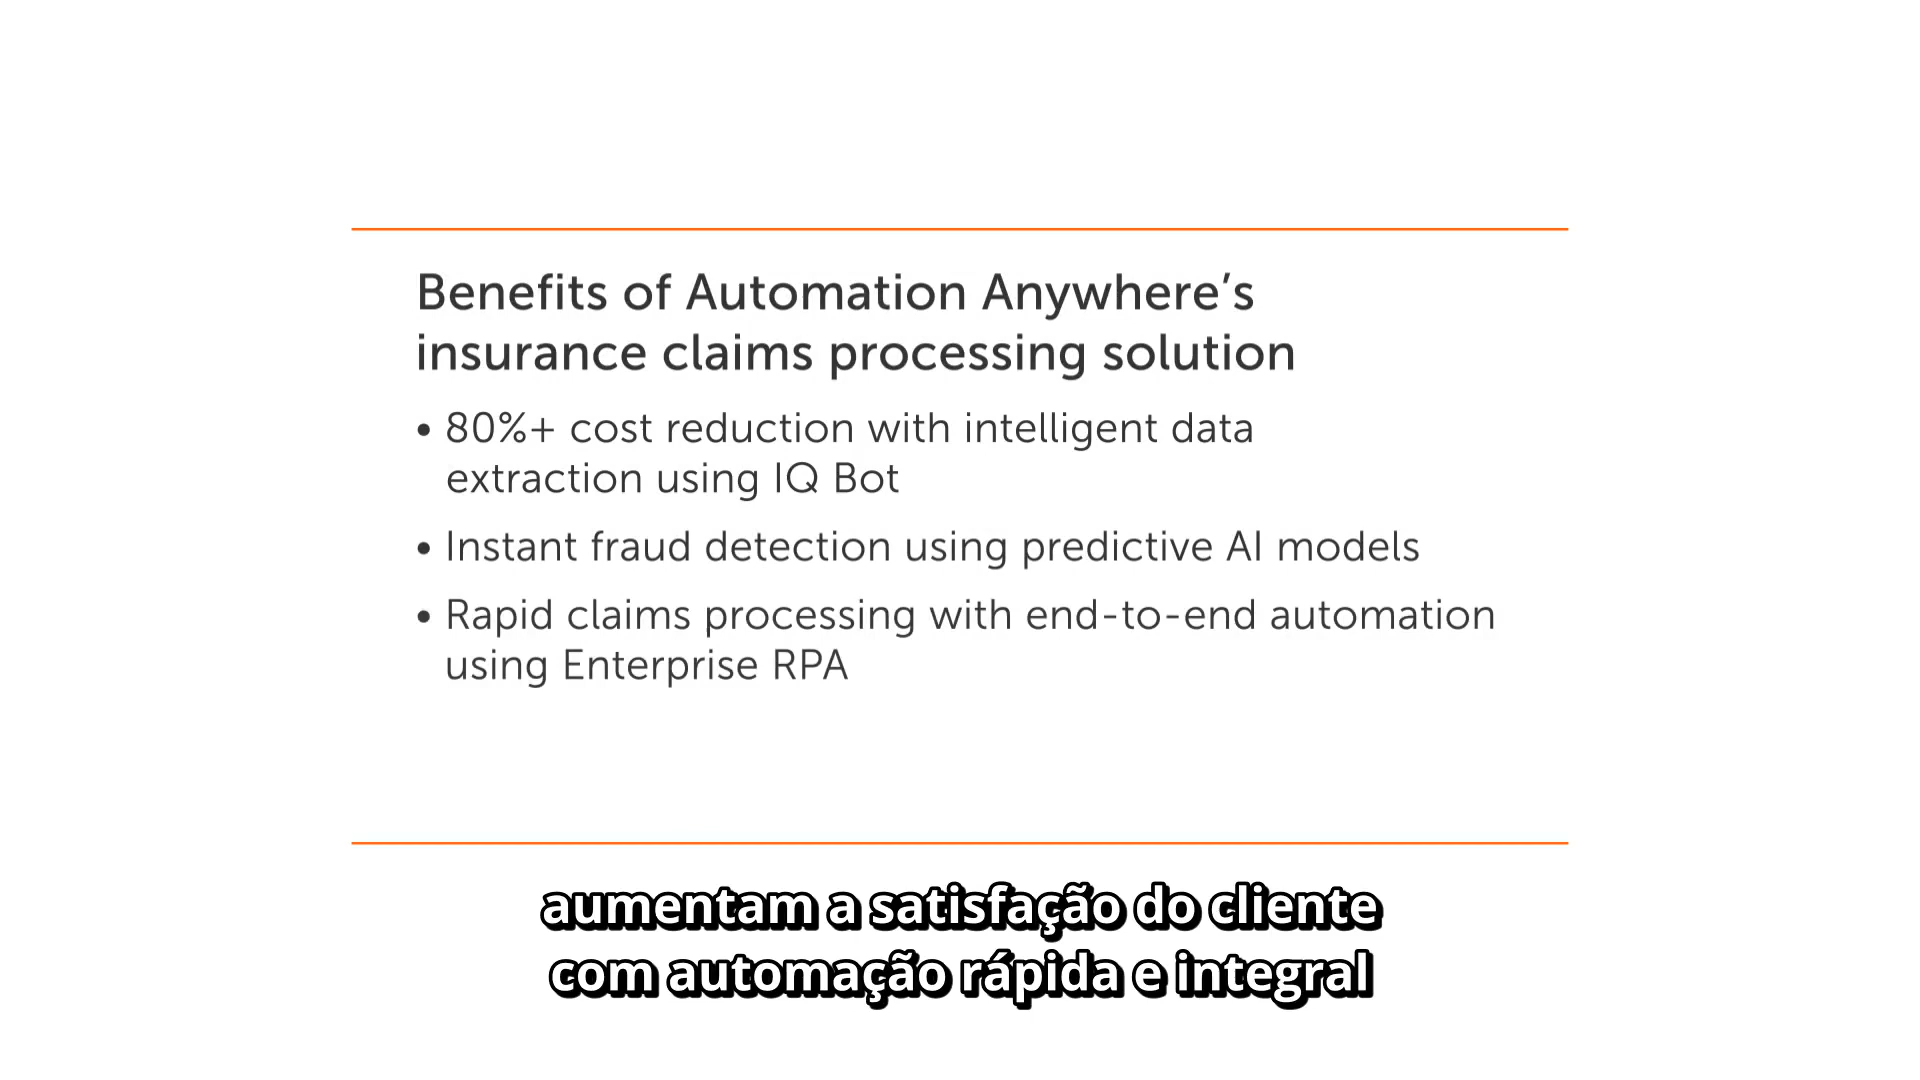 Benefits of Automation Anywhere’s
insurance claims processing solution
• 80%+ cost reduction with intelligent data
extraction using IQ Bot
• Instant fraud detection using predictive AI models
• Rapid claims processing with end-to-end automation
using Enterprise RPA
aumentam a satisfação do cliente
com automação rápida e integral